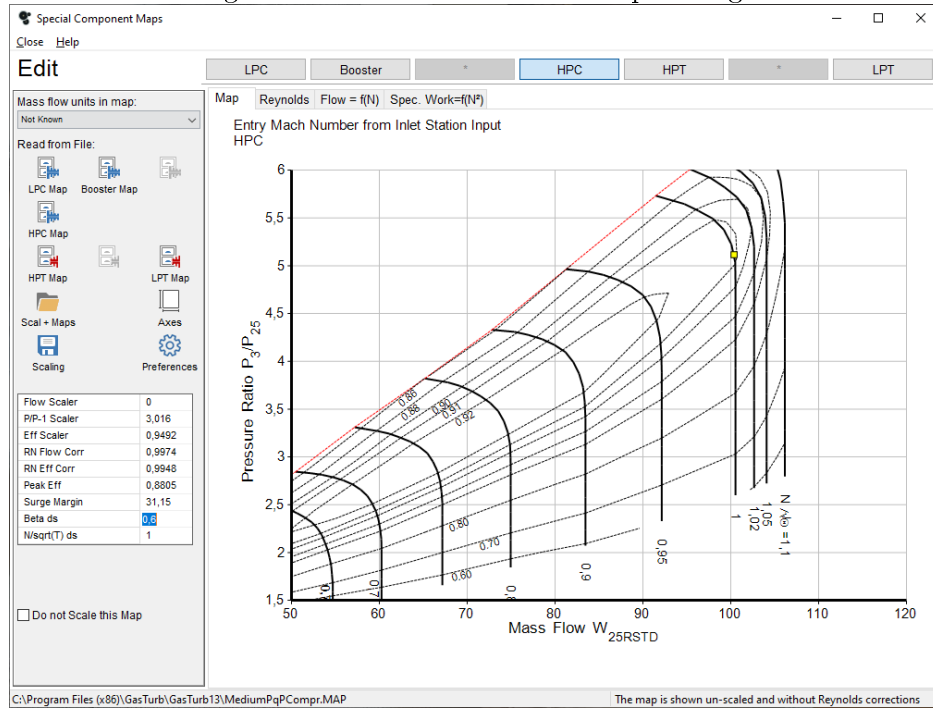 Special Component Maps
Close Help
Edit
LPC Booster * HPC HPT * LPT
Mass flow units in map:
Not Known
Read from File:
LPC Map Booster Map
HPC Map
HPT Map LPT Map
Scal + Maps Axes
Scaling Preferences
Flow Scaler 0
P/P-1 Scaler 3,016
Eff Scaler 0,9492
RN Flow Corr 0,9974
RN Eff Corr 0,9948
Peak Eff 0,8805
Surge Margin 31,15
Beta ds 0,6
N/sqrt(T) ds 1
Do not Scale this Map
Map Reynolds Flow = f(N) Spec. Work=f(N²)
Entry Mach Number from Inlet Station Input
HPC
Pressure Ratio P3/P25
6
5,5
5
4,5
4
3,5
3
2,5
2
1,5
0.86
0.88
0.90
0.91
0.92
0.80
0.70
0.60
0,7
0,9
0,95
1
1,02
1,05
N/√Θ=1,1
50 60 70 80 90 100 110 120
Mass Flow W25RSTD
C:\Program Files (x86)\GasTurb\GasTurb13\MediumPqPCompr.MAP
The map is shown un-scaled and without Reynolds corrections